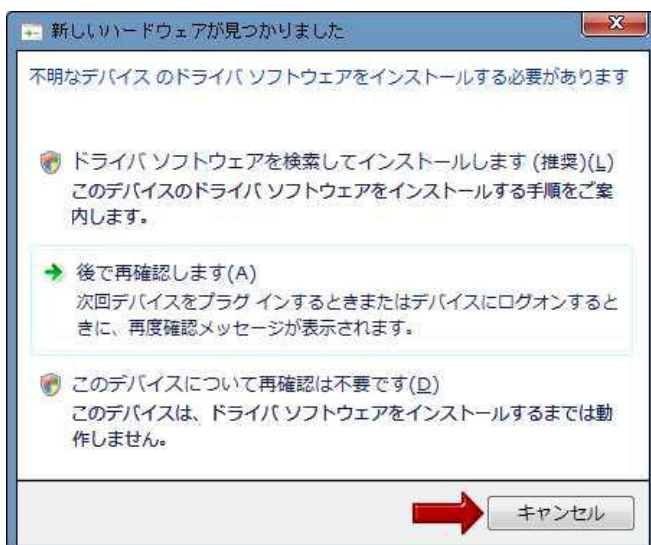 新しいハードウェアが見つかりました
不明なデバイス のドライバ ソフトウェアをインストールする必要があります
ドライバ ソフトウェアを検索してインストールします (推奨)(L)
このデバイスのドライバ ソフトウェアをインストールする手順をご案
内します。
後で再確認します(A)
次回デバイスをプラグ インするときまたはデバイスにログオンすると
きに、再度確認メッセージが表示されます。
このデバイスについて再確認は不要です(D)
このデバイスは、ドライバ ソフトウェアをインストールするまでは動
作しません。
キャンセル